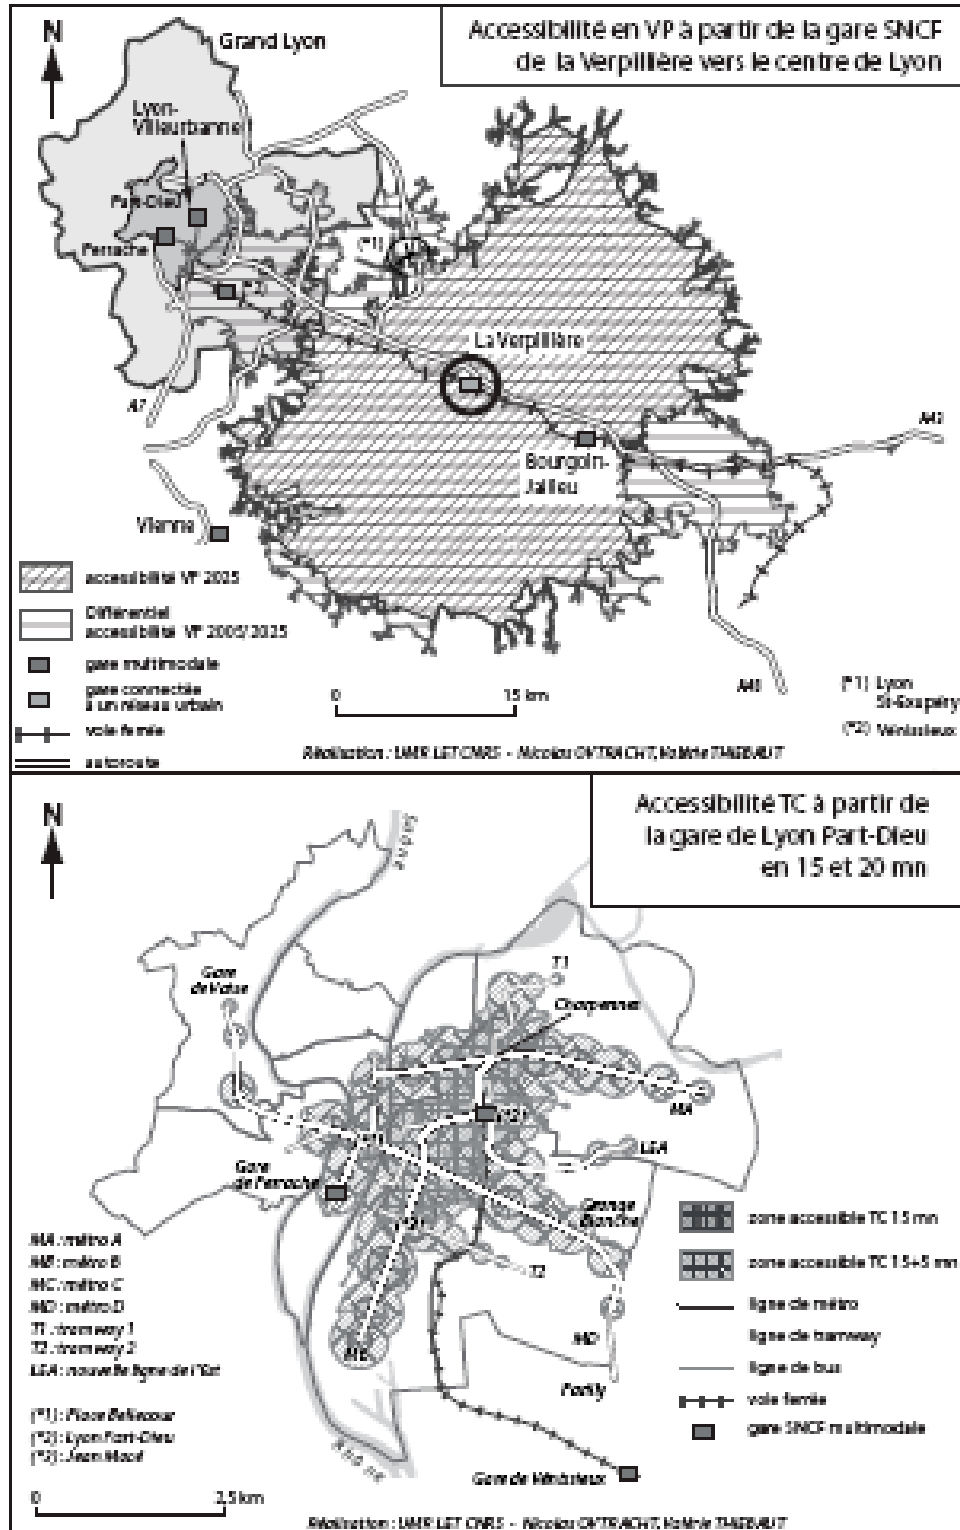 Accessibilité en VP à partir de la gare SNCF
de la Verpillière vers le centre de Lyon
N
Grand Lyon
Lyon-
Villeurbanne
Part-Dieu
Perrache
(*1)
(*2)
La Verpillière
A7
A43
Bourgoin-
Jallieu
Vienne
accessibilité VP 2025
Différentiel
accessibilité VP 2005/2025
gare multimodale
gare connectée
à un réseau urbain
voie ferrée
autoroute
0 15 km
A48
(*1) Lyon
St-Exupéry
(*2) Vénissieux
Réalisation : UMR LET CNRS - Nicolas OVTRACHT, Valérie THIEBAUT
Accessibilité TC à partir de
la gare de Lyon Part-Dieu
en 15 et 20 mn
N
Saône
Gare
de Vaise
T1
Charpennes
MA
(*2)
(*1)
LEA
Gare
de Perrache
Grange
Blanche
T2
MB
MD
Parilly
Rhône
Gare de Vénissieux
zone accessible TC 15 mn
zone accessible TC 15+5 mn
ligne de métro
ligne de tramway
ligne de bus
voie ferrée
gare SNCF multimodale
MA : métro A
MB : métro B
MC : métro C
MD : métro D
T1 : tramway 1
T2 : tramway 2
LEA : nouvelle ligne de l'Est
(*1) : Place Bellecour
(*2) : Lyon Part-Dieu
(*3) : Jean Macé
0 2,5 km
Réalisation : UMR LET CNRS - Nicolas OVTRACHT, Valérie THIEBAUT